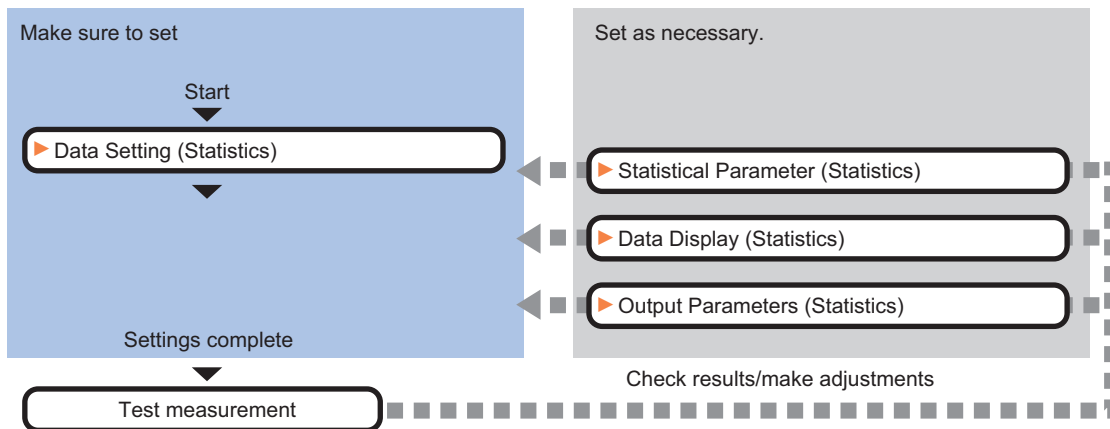 Make sure to set
Start
Data Setting (Statistics)
Settings complete
Test measurement
Set as necessary.
Statistical Parameter (Statistics)
Data Display (Statistics)
Output Parameters (Statistics)
Check results/make adjustments